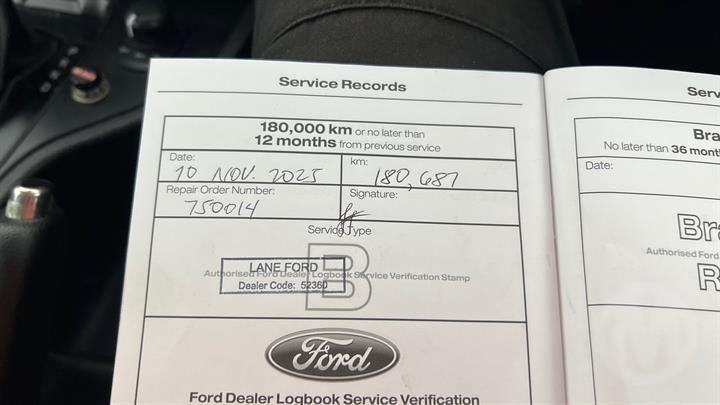 Service Records
180,000 km or no later than
12 months from previous service
Date:
10 NOV. 2025
km:
180,687
Repair Order Number:
750014
Signature:
Service Type
B
Authorised Ford Dealer Logbook Service Verification Stamp
LANE FORD
Dealer Code: 52360
Ford
Ford Dealer Logbook Service Verification
Serv
Bra
No later than 36 mont
Date:
Bra
Authorised Ford
R